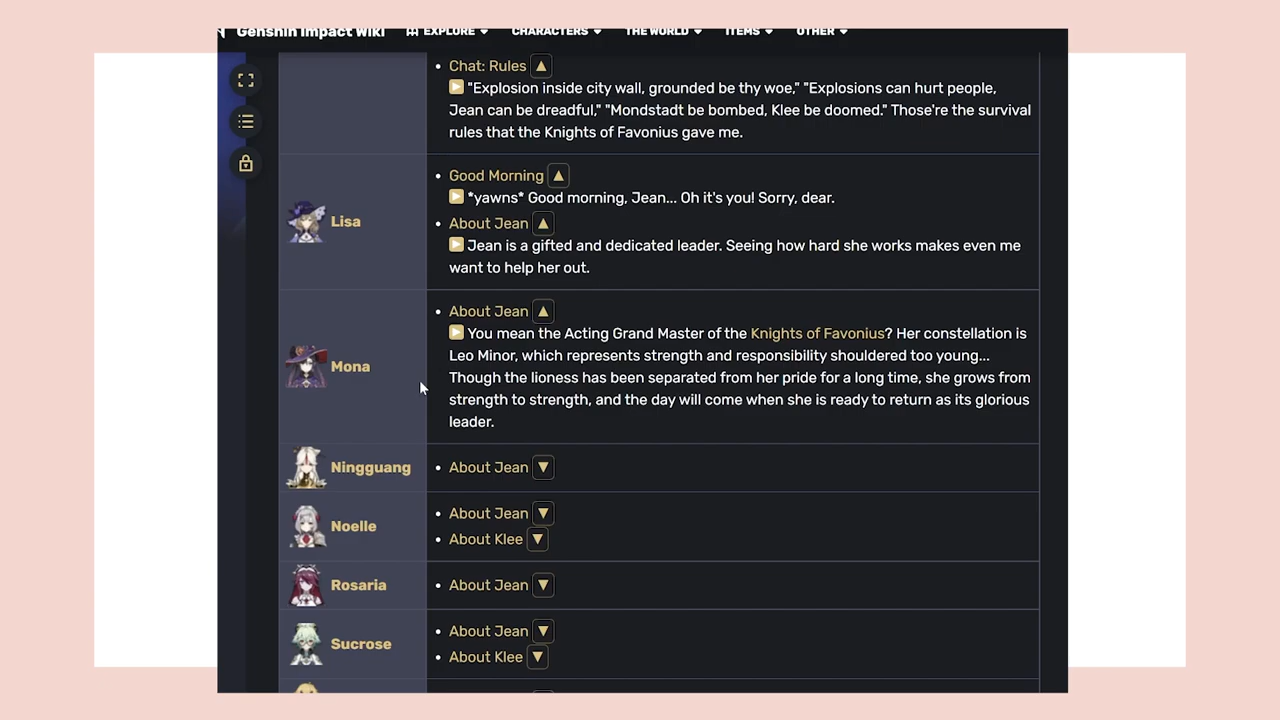 Genshin Impact Wiki EXPLORE CHARACTERS THE WORLD ITEMS OTHER
• Chat: Rules ▲
"Explosion inside city wall, grounded be thy woe," "Explosions can hurt people,
Jean can be dreadful," "Mondstadt be bombed, Klee be doomed." Those're the survival
rules that the Knights of Favonius gave me.
Lisa
• Good Morning ▲
*yawns* Good morning, Jean... Oh it's you! Sorry, dear.
• About Jean ▲
Jean is a gifted and dedicated leader. Seeing how hard she works makes even me
want to help her out.
Mona
• About Jean ▲
You mean the Acting Grand Master of the Knights of Favonius? Her constellation is
Leo Minor, which represents strength and responsibility shouldered too young...
Though the lioness has been separated from her pride for a long time, she grows from
strength to strength, and the day will come when she is ready to return as its glorious
leader.
Ningguang
• About Jean ▼
Noelle
• About Jean ▼
• About Klee ▼
Rosaria
• About Jean ▼
Sucrose
• About Jean ▼
• About Klee ▼